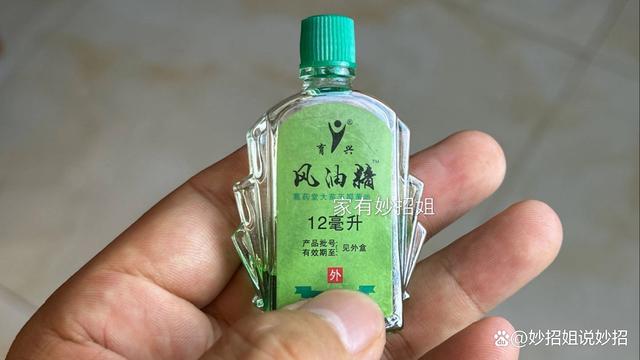 育 兴
®
风油精
TM
家有妙招姐
12毫升
产品批号:
有效期至:
见外盒
外
妙招姐说妙招